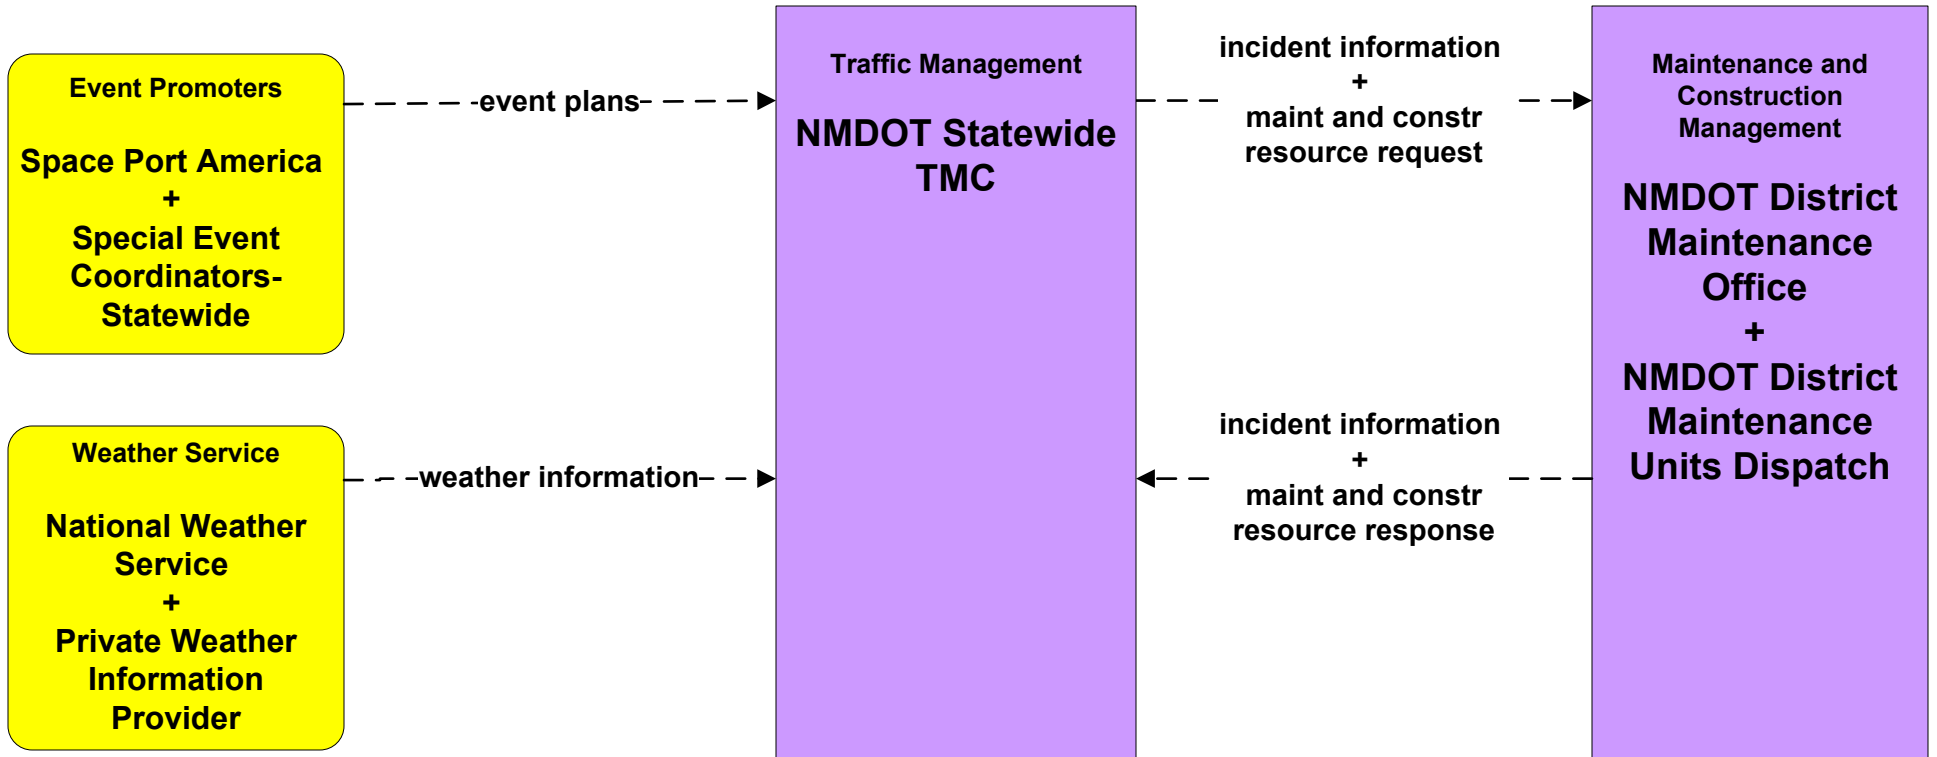 Event Promoters
Space Port America
+
Special Event
Coordinators-
Statewide
event plans
Weather Service
National Weather
Service
+
Private Weather
Information
Provider
weather information
Traffic Management
NMDOT Statewide
TMC
incident information
+
maint and constr
resource request
incident information
+
maint and constr
resource response
Maintenance and
Construction
Management
NMDOT District
Maintenance
Office
+
NMDOT District
Maintenance
Units Dispatch